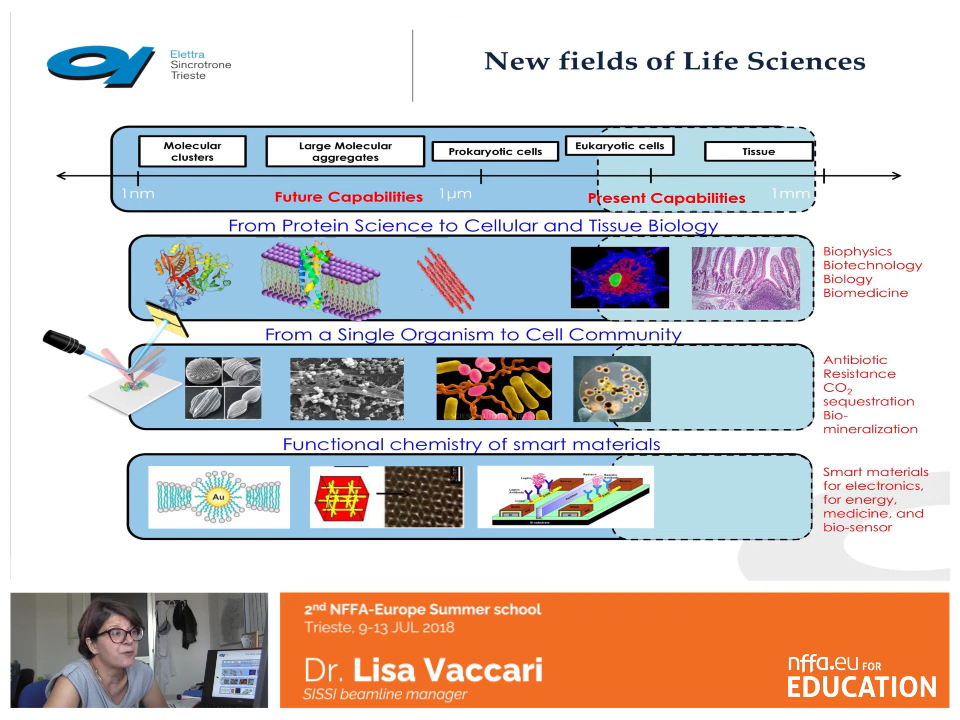 Elettra
Sincrotrone
Trieste
New fields of Life Sciences
Molecular
clusters
Large Molecular
aggregates
Prokaryotic cells
Eukaryotic cells
Tissue
1nm
Future Capabilities
1µm
Present Capabilities
1mm
From Protein Science to Cellular and Tissue Biology
Biophysics
Biotechnology
Biology
Biomedicine
From a Single Organism to Cell Community
Antibiotic
Resistance
CO2
sequestration
Bio-
mineralization
Functional chemistry of smart materials
Au
Smart materials
for electronics,
for energy,
medicine, and
bio-sensor
2nd NFFA-Europe Summer school
Trieste, 9-13 JUL 2018
Dr. Lisa Vaccari
SISSI beamline manager
nffa.eu FOR
EDUCATION